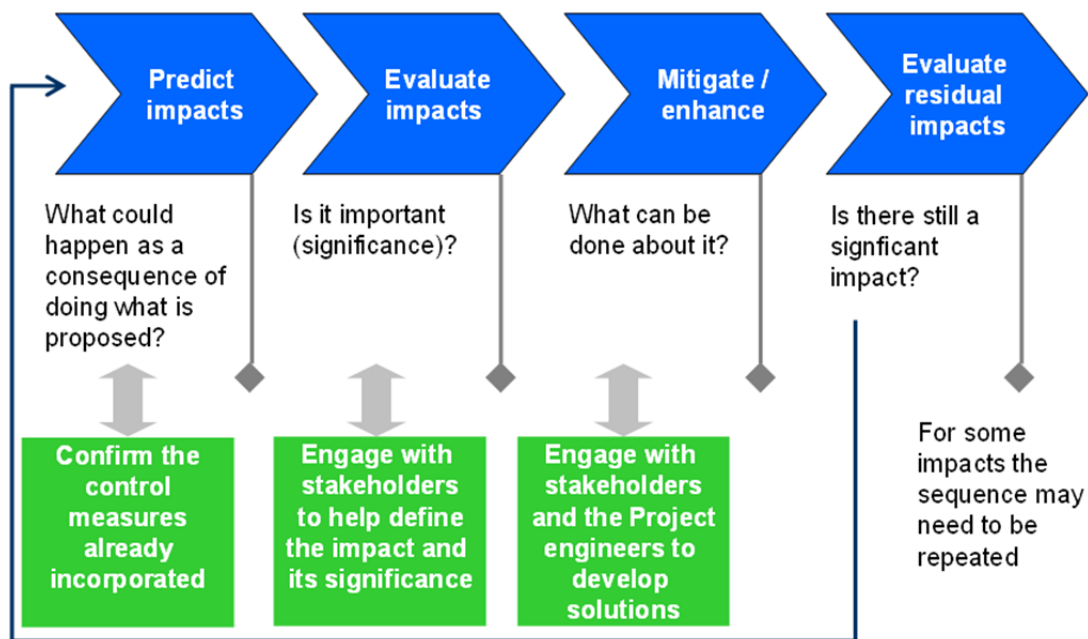 Predict
impacts
Evaluate
impacts
Mitigate /
enhance
Evaluate
residual
impacts
What could
happen as a
consequence of
doing what is
proposed?
Is it important
(significance)?
What can be
done about it?
Is there still a
signficant
impact?
Confirm the
control
measures
already
incorporated
Engage with
stakeholders
to help define
the impact and
its significance
Engage with
stakeholders
and the Project
engineers to
develop
solutions
For some
impacts the
sequence may
need to be
repeated